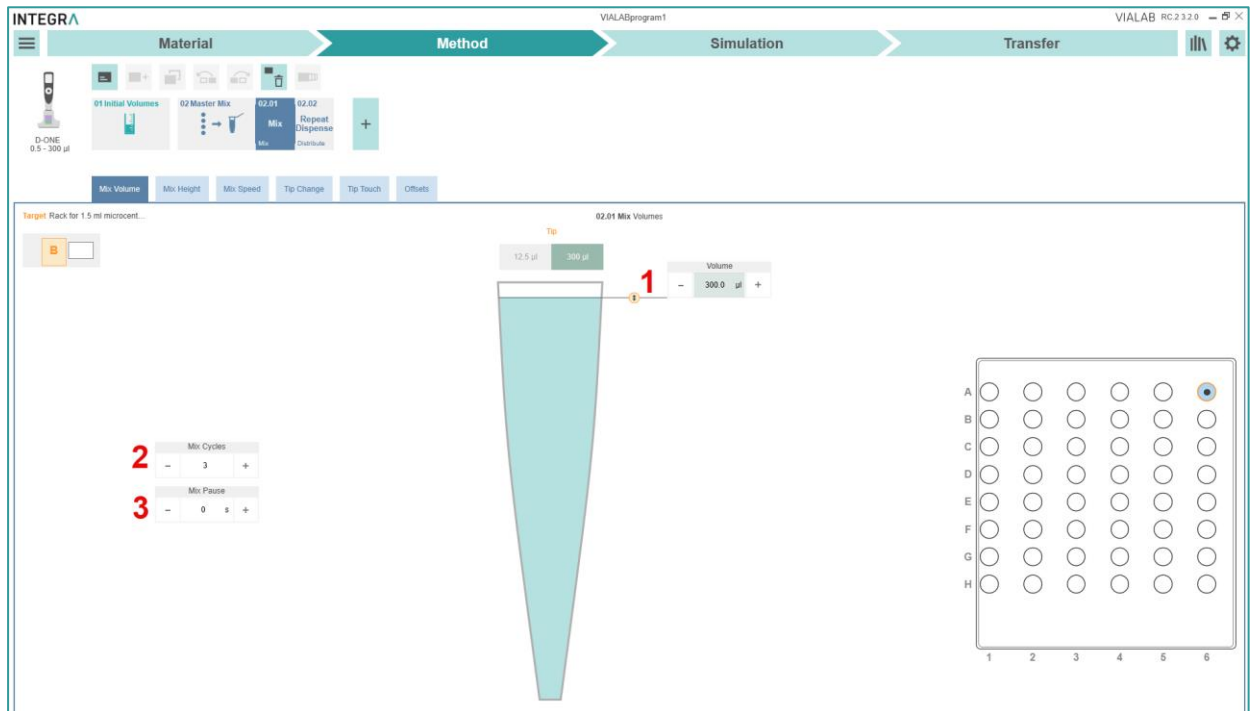 INTEGRA
VIALABprogram1
VIALAB RC.2 3.2.0
Material
Method
Simulation
Transfer
D-ONE
0.5 - 300 µl
01 Initial Volumes
02 Master Mix
02.01
Mix
Mix
02.02
Repeat
Dispense
Distribute
+
Mix Volume
Mix Height
Mix Speed
Tip Change
Tip Touch
Offsets
Target Rack for 1.5 ml microcent...
02.01 Mix Volumes
B
Tip
12.5 µl
300 µl
1
Volume
- 300.0 µl +
2
Mix Cycles
- 3 +
3
Mix Pause
- 0 s +
A
B
C
D
E
F
G
H
1 2 3 4 5 6